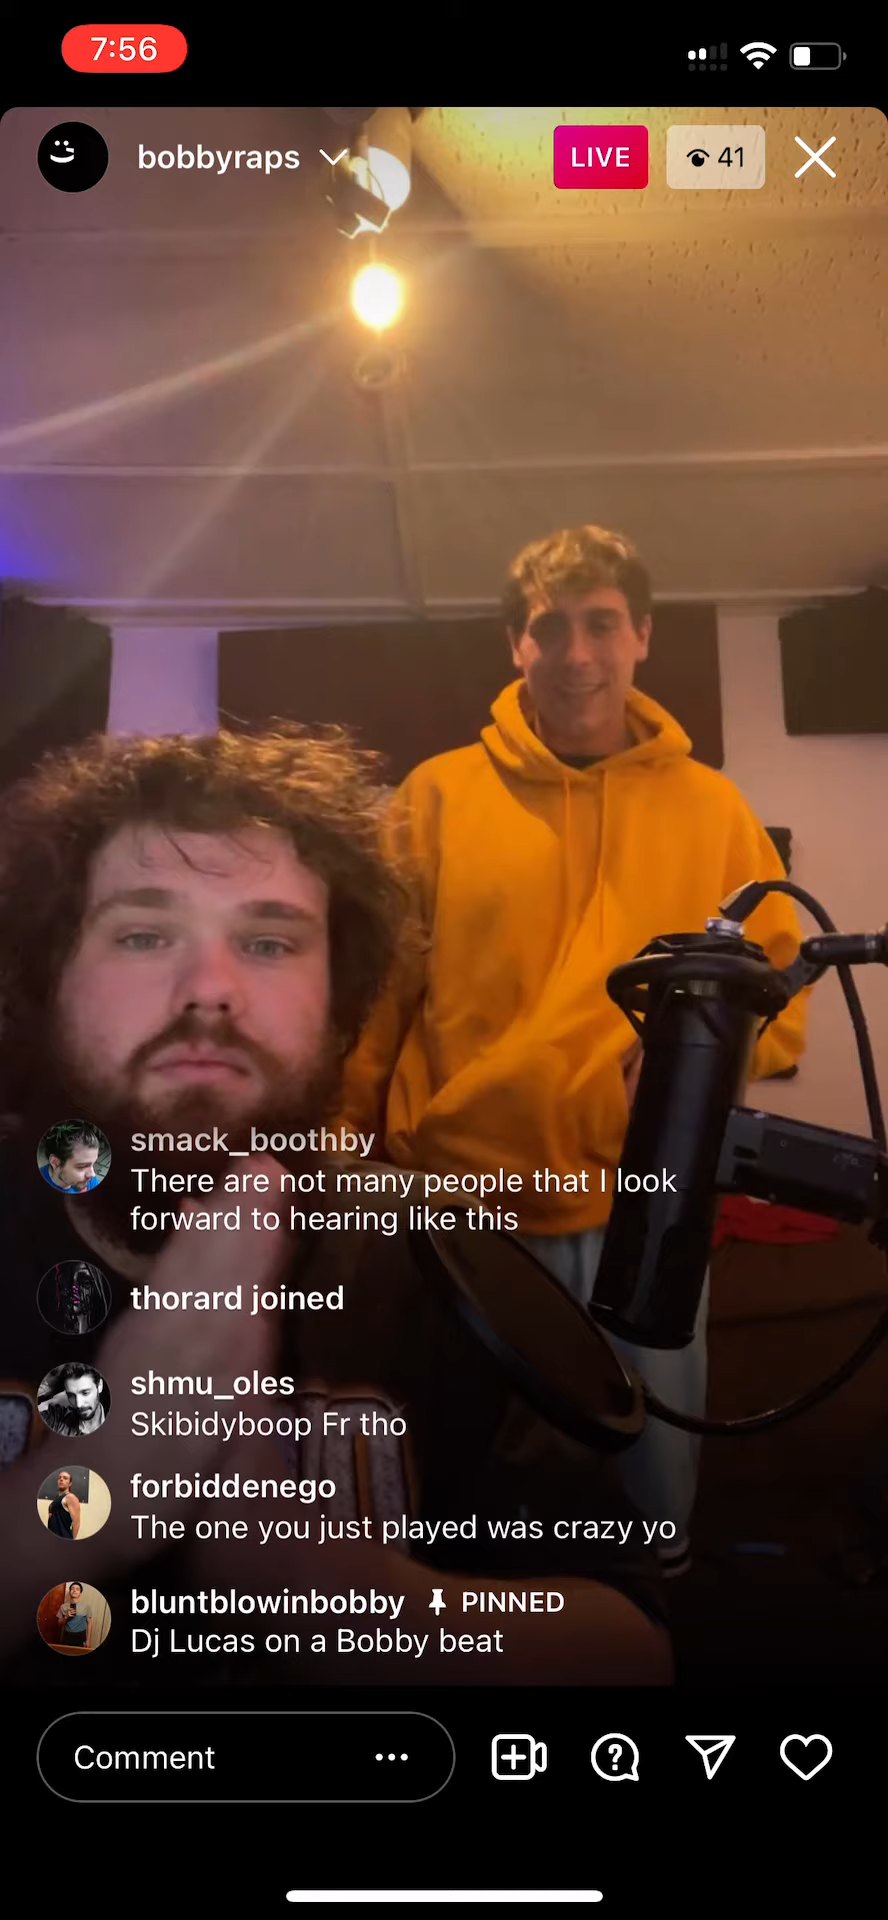 7:56
bobbyraps
LIVE
41
smack_boothby
There are not many people that I look
forward to hearing like this
thorard joined
shmu_oles
Skibidyboop Fr tho
forbiddenego
The one you just played was crazy yo
bluntblowinbobby PINNED
Dj Lucas on a Bobby beat
Comment